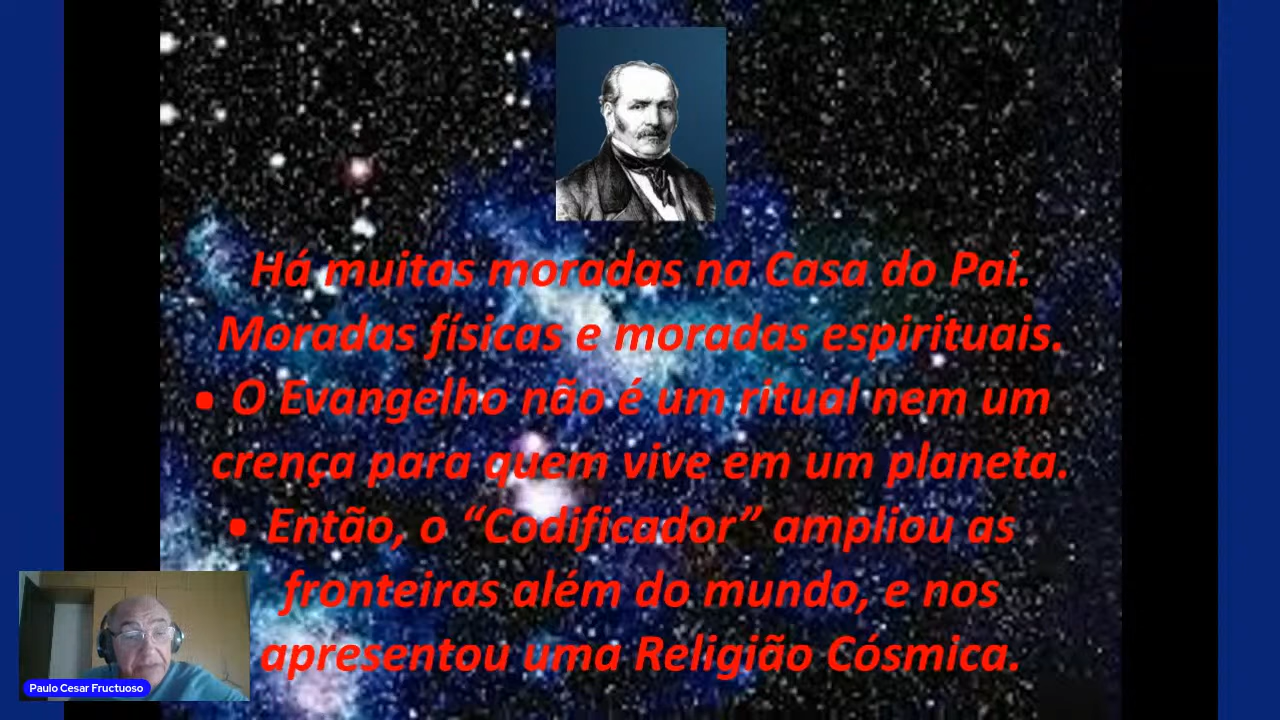 Há muitas moradas na Casa do Pai.
Moradas físicas e moradas espirituais.
• O Evangelho não é um ritual nem um
crença para quem vive em um planeta.
• Então, o “Codificador” ampliou as
fronteiras além do mundo, e nos
apresentou uma Religião Cósmica.
Paulo Cesar Fructuoso